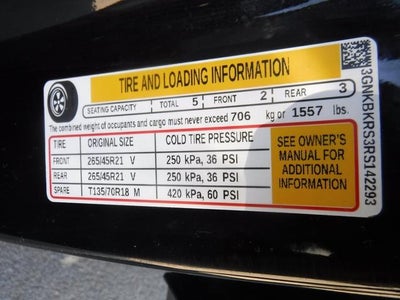 TIRE AND LOADING INFORMATION
SEATING CAPACITY TOTAL 5 FRONT 2 REAR 3
The combined weight of occupants and cargo must never exceed 706 kg or 1557 lbs.
TIRE ORIGINAL SIZE COLD TIRE PRESSURE
FRONT 265/45R21 V 250 kPa, 36 PSI
REAR 265/45R21 V 250 kPa, 36 PSI
SPARE T135/70R18 M 420 kPa, 60 PSI
SEE OWNER'S
MANUAL FOR
ADDITIONAL
INFORMATION
3GNKBKRS3RS142293